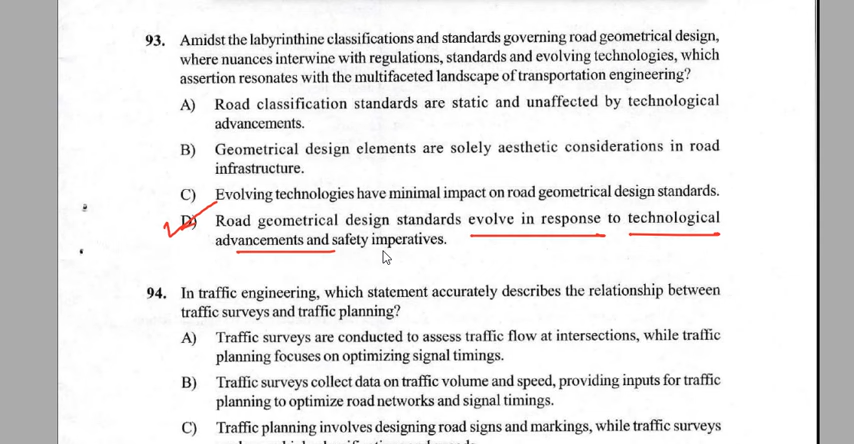 93. Amidst the labyrinthine classifications and standards governing road geometrical design,
where nuances interwine with regulations, standards and evolving technologies, which
assertion resonates with the multifaceted landscape of transportation engineering?
A) Road classification standards are static and unaffected by technological
advancements.
B) Geometrical design elements are solely aesthetic considerations in road
infrastructure.
C) Evolving technologies have minimal impact on road geometrical design standards.
D) Road geometrical design standards evolve in response to technological
advancements and safety imperatives.
94. In traffic engineering, which statement accurately describes the relationship between
traffic surveys and traffic planning?
A) Traffic surveys are conducted to assess traffic flow at intersections, while traffic
planning focuses on optimizing signal timings.
B) Traffic surveys collect data on traffic volume and speed, providing inputs for traffic
planning to optimize road networks and signal timings.
C) Traffic planning involves designing road signs and markings, while traffic surveys